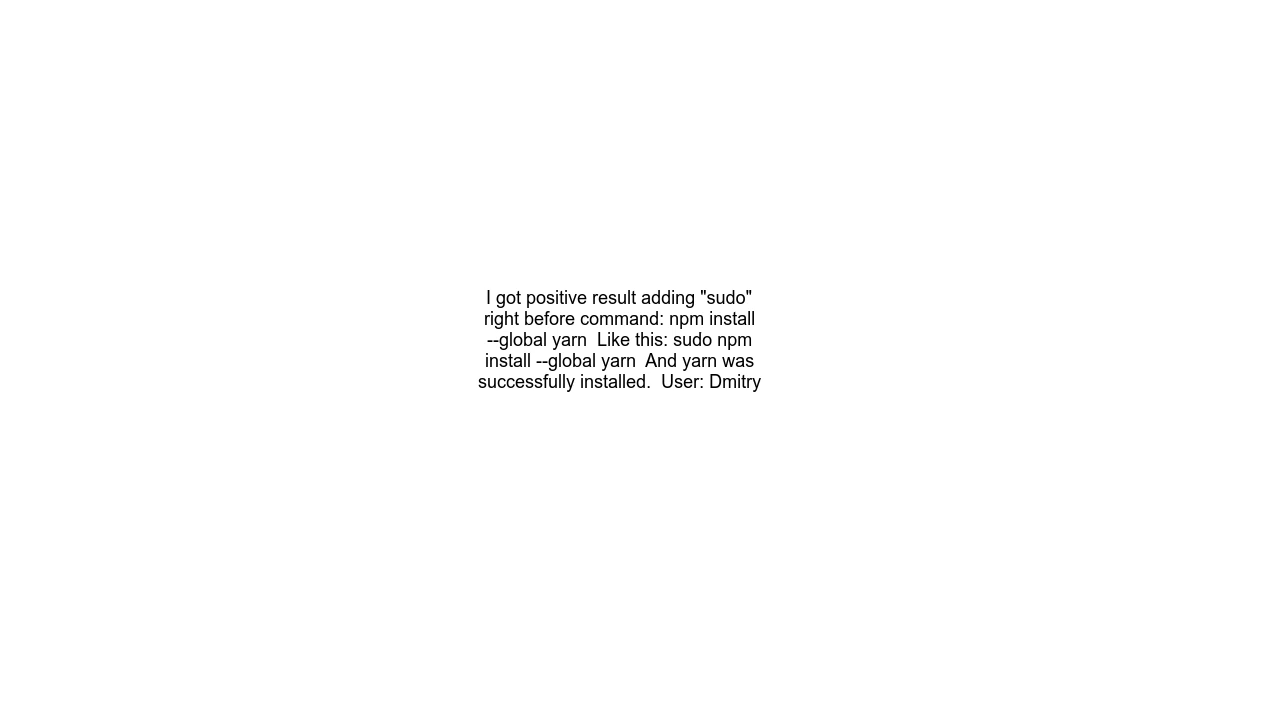 I got positive result adding "sudo"
right before command: npm install
--global yarn  Like this: sudo npm
install --global yarn  And yarn was
successfully installed.  User: Dmitry